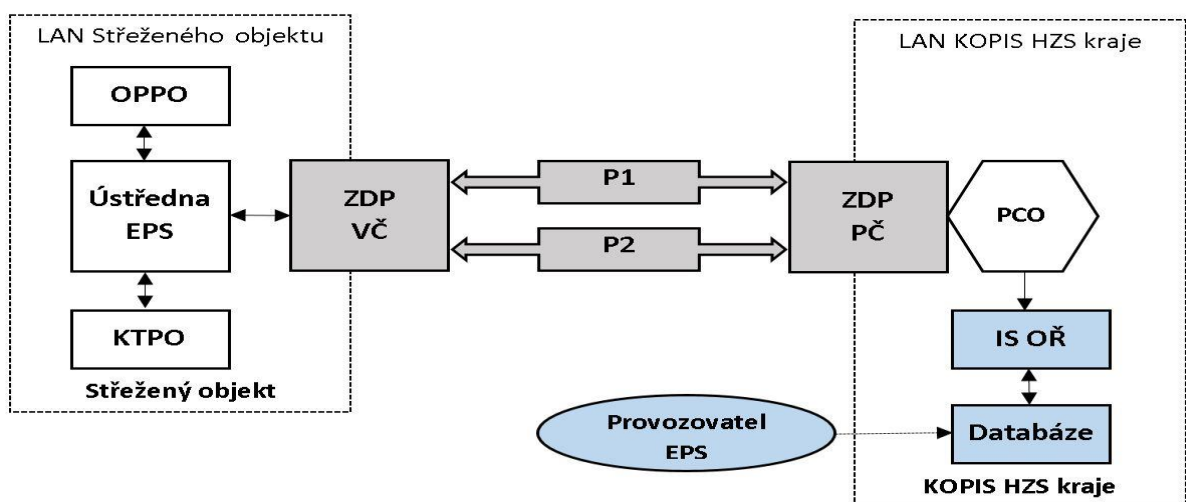 LAN Střeženého objektu
OPPO
Ústředna
EPS
KTPO
Střežený objekt
ZDP
VČ
P1
P2
LAN KOPIS HZS kraje
ZDP
PČ
PCO
IS OŘ
Databáze
KOPIS HZS kraje
Provozovatel
EPS